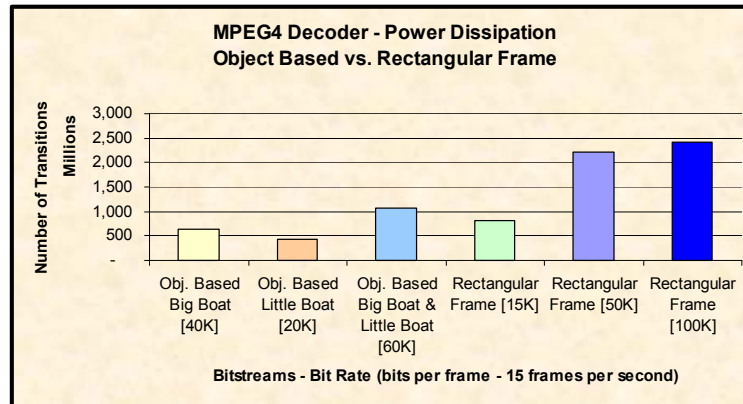 MPEG4 Decoder - Power Dissipation
Object Based vs. Rectangular Frame
Number of Transitions
Millions
3,000
2,500
2,000
1,500
1,000
500
-
Obj. Based
Big Boat
[40K]
Obj. Based
Little Boat
[20K]
Obj. Based
Big Boat &
Little Boat
[60K]
Rectangular
Frame [15K]
Rectangular
Frame [50K]
Rectangular
Frame
[100K]
Bitstreams - Bit Rate (bits per frame - 15 frames per second)